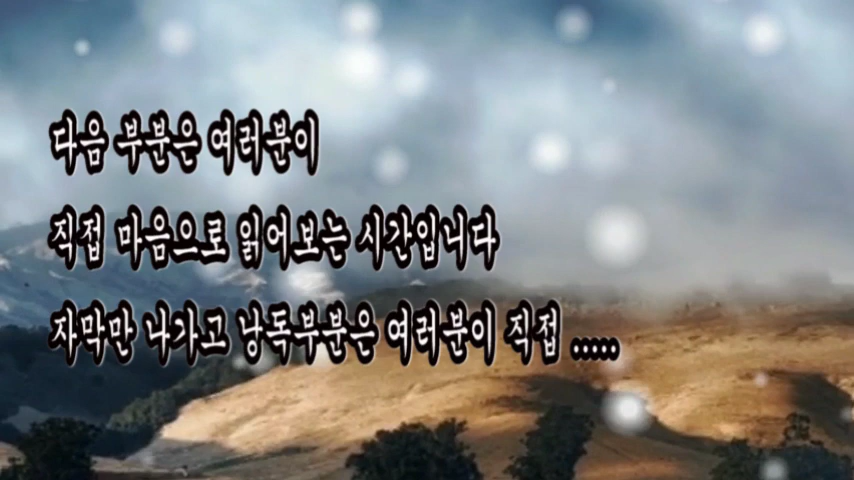 다음 부분은 여러분이
직접 마음으로 읽어보는 시간입니다
자막만 나가고 낭독부분은 여러분이 직접 .....